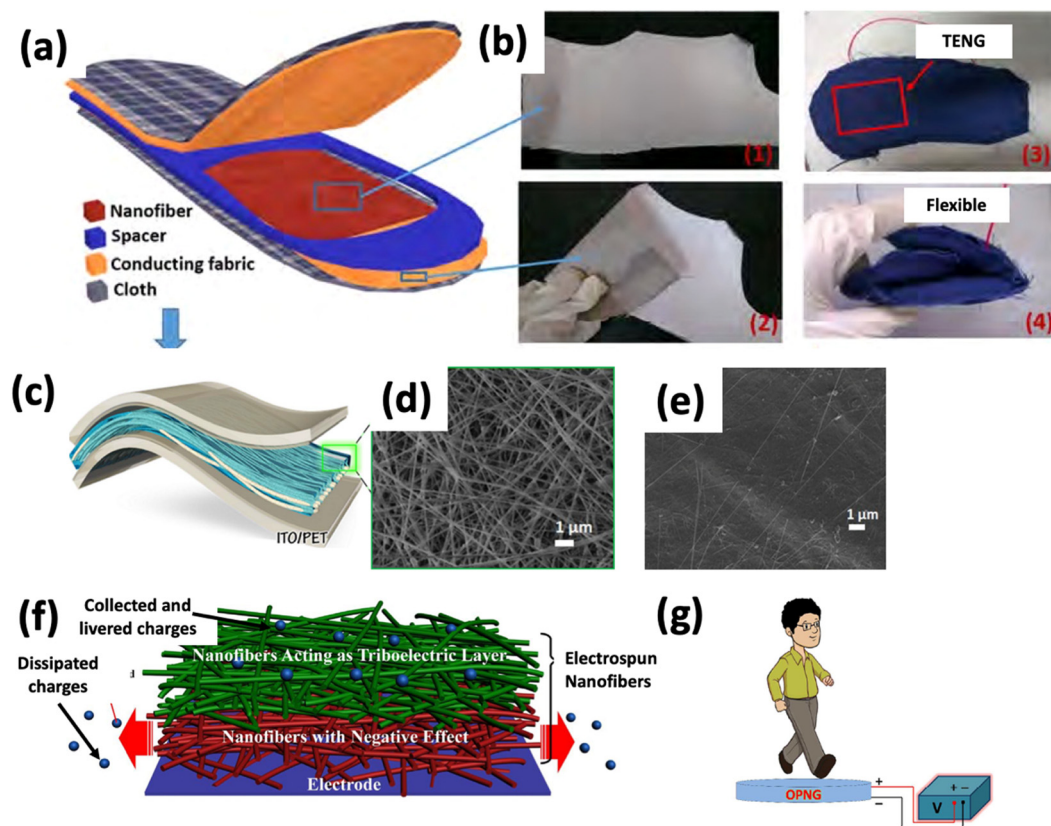 (a)
Nanofiber
Spacer
Conducting fabric
Cloth
(b)
(1)
TENG
(3)
(2)
Flexible
(4)
(c)
ITO/PET
(d)
1 μm
(e)
1 μm
(f)
Collected and
livered charges
Dissipated
charges
d
Nanofibers Acting as Triboelectric Layer
Nanofibers with Negative Effect
Electrode
Electrospun
Nanofibers
(g)
OPNG
+
−
+ −
V